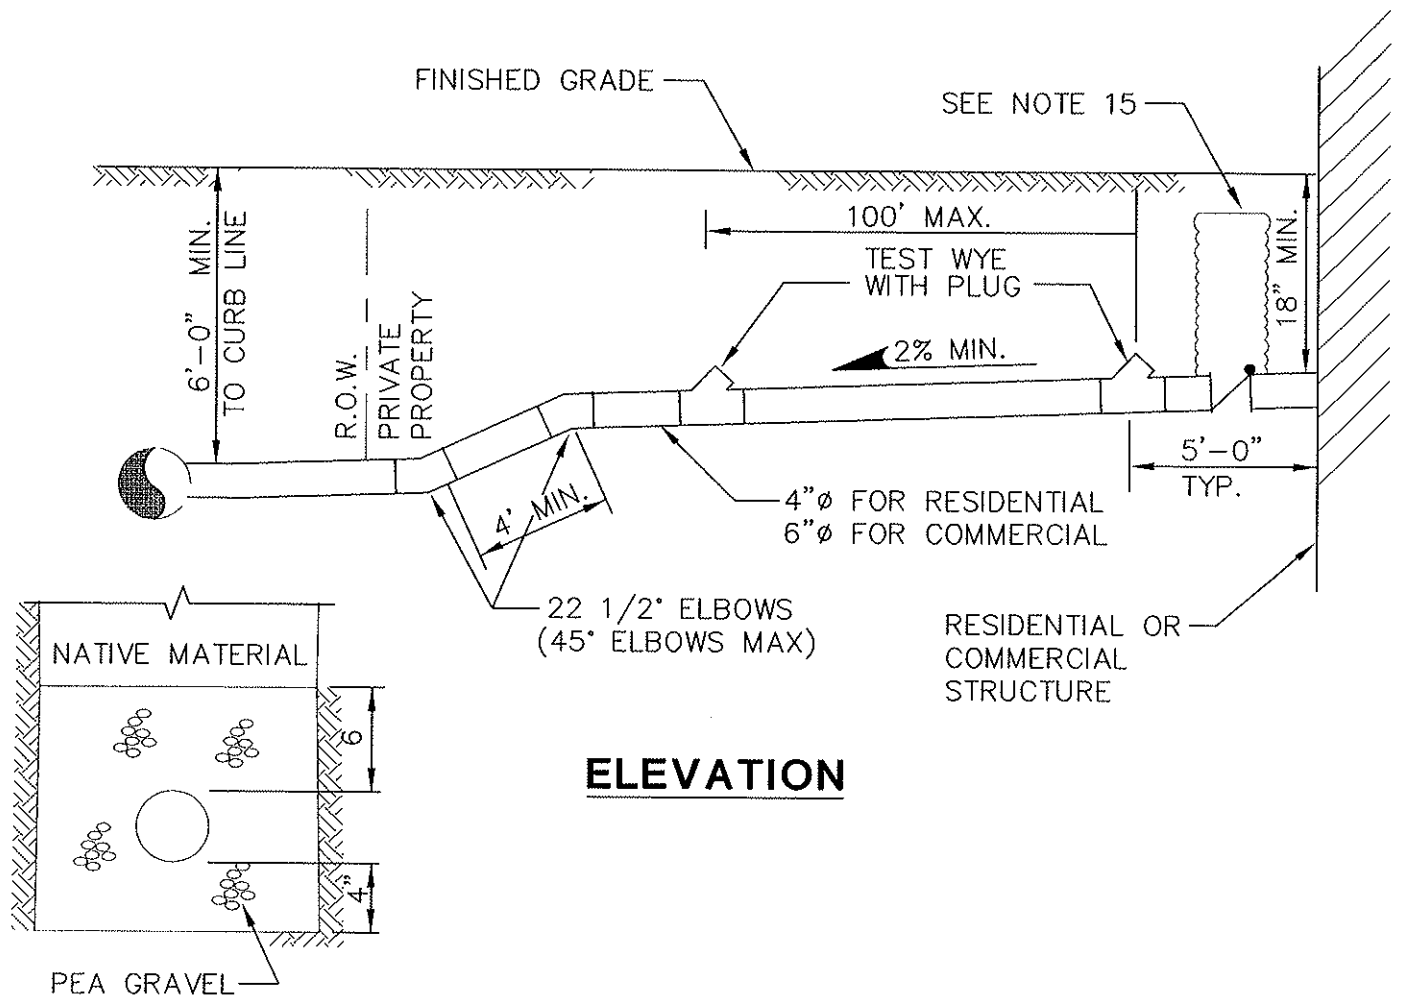 FINISHED GRADE
SEE NOTE 15
6'-0" MIN.
TO CURB LINE
R.O.W.
PRIVATE
PROPERTY
100' MAX.
TEST WYE
WITH PLUG
2% MIN.
18" MIN.
5'-0"
TYP.
4' MIN.
4"ø FOR RESIDENTIAL
6"ø FOR COMMERCIAL
22 1/2° ELBOWS
(45° ELBOWS MAX)
RESIDENTIAL OR
COMMERCIAL
STRUCTURE
NATIVE MATERIAL
6
4"
PEA GRAVEL
ELEVATION